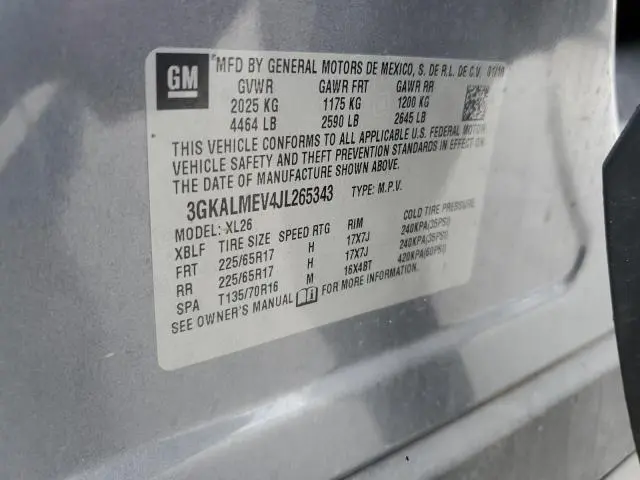 GM
MFD BY GENERAL MOTORS DE MEXICO, S. DE R.L. DE C.V.
GVWR GAWR FRT GAWR RR
2025 KG 1175 KG 1200 KG
4464 LB 2590 LB 2645 LB
THIS VEHICLE CONFORMS TO ALL APPLICABLE U.S. FEDERAL MOTOR
VEHICLE SAFETY AND THEFT PREVENTION STANDARDS IN EFFECT ON
THE DATE OF MANUFACTURE SHOWN ABOVE.
3GKALMEV4JL265343 TYPE: M.P.V.
MODEL: XL26
XBLF TIRE SIZE SPEED RTG RIM COLD TIRE PRESSURE
FRT 225/65R17 H 17X7J 240KPA(35PSI)
RR 225/65R17 H 17X7J 240KPA(35PSI)
SPA T135/70R16 M 16X4BT 420KPA(60PSI)
SEE OWNER'S MANUAL FOR MORE INFORMATION.